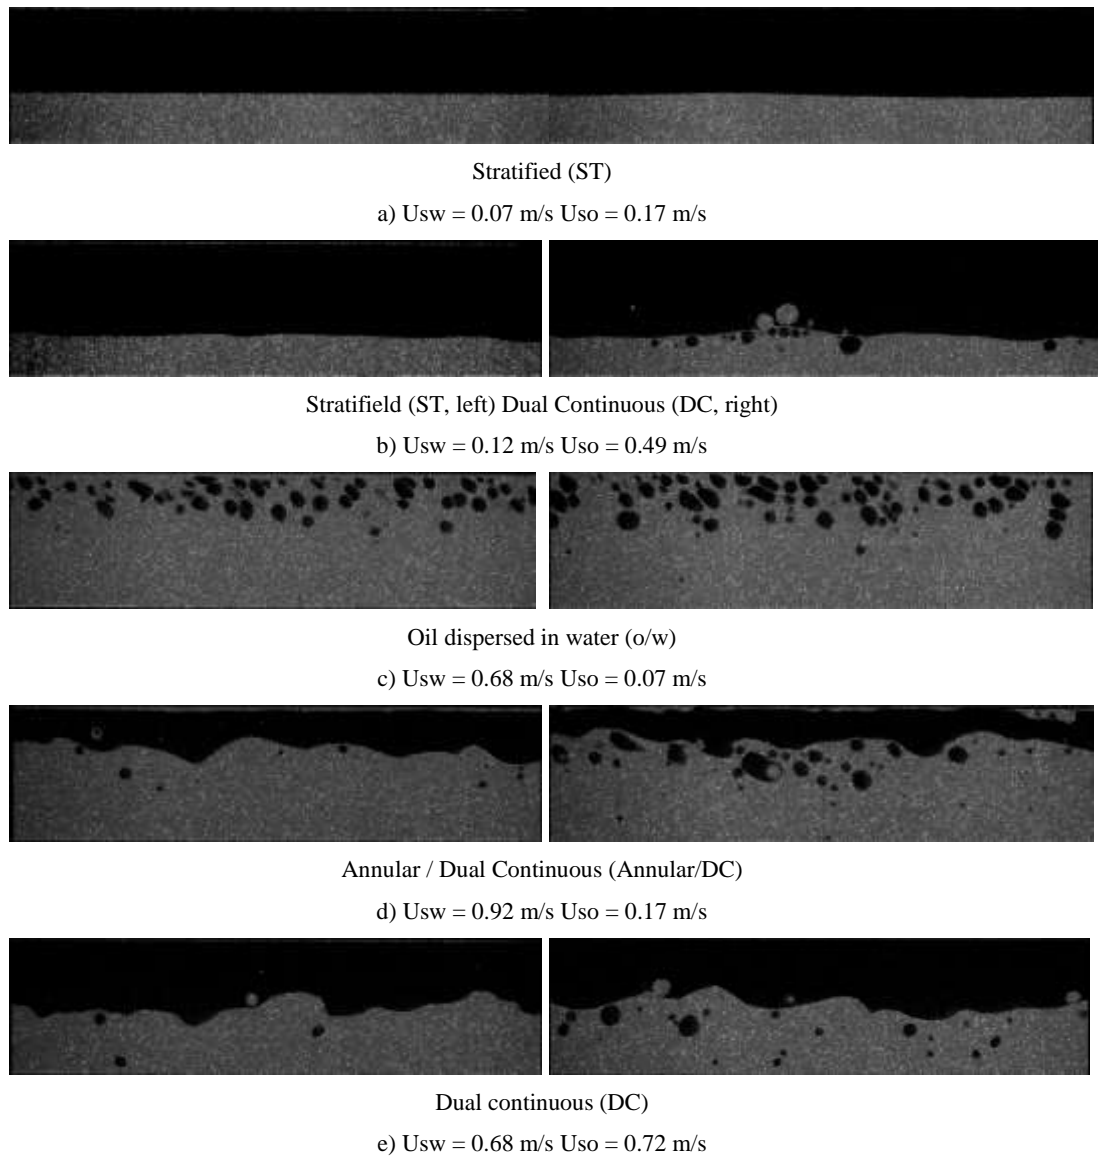 Stratified (ST)
a) Usw = 0.07 m/s Uso = 0.17 m/s
Stratifield (ST, left) Dual Continuous (DC, right)
b) Usw = 0.12 m/s Uso = 0.49 m/s
Oil dispersed in water (o/w)
c) Usw = 0.68 m/s Uso = 0.07 m/s
Annular / Dual Continuous (Annular/DC)
d) Usw = 0.92 m/s Uso = 0.17 m/s
Dual continuous (DC)
e) Usw = 0.68 m/s Uso = 0.72 m/s